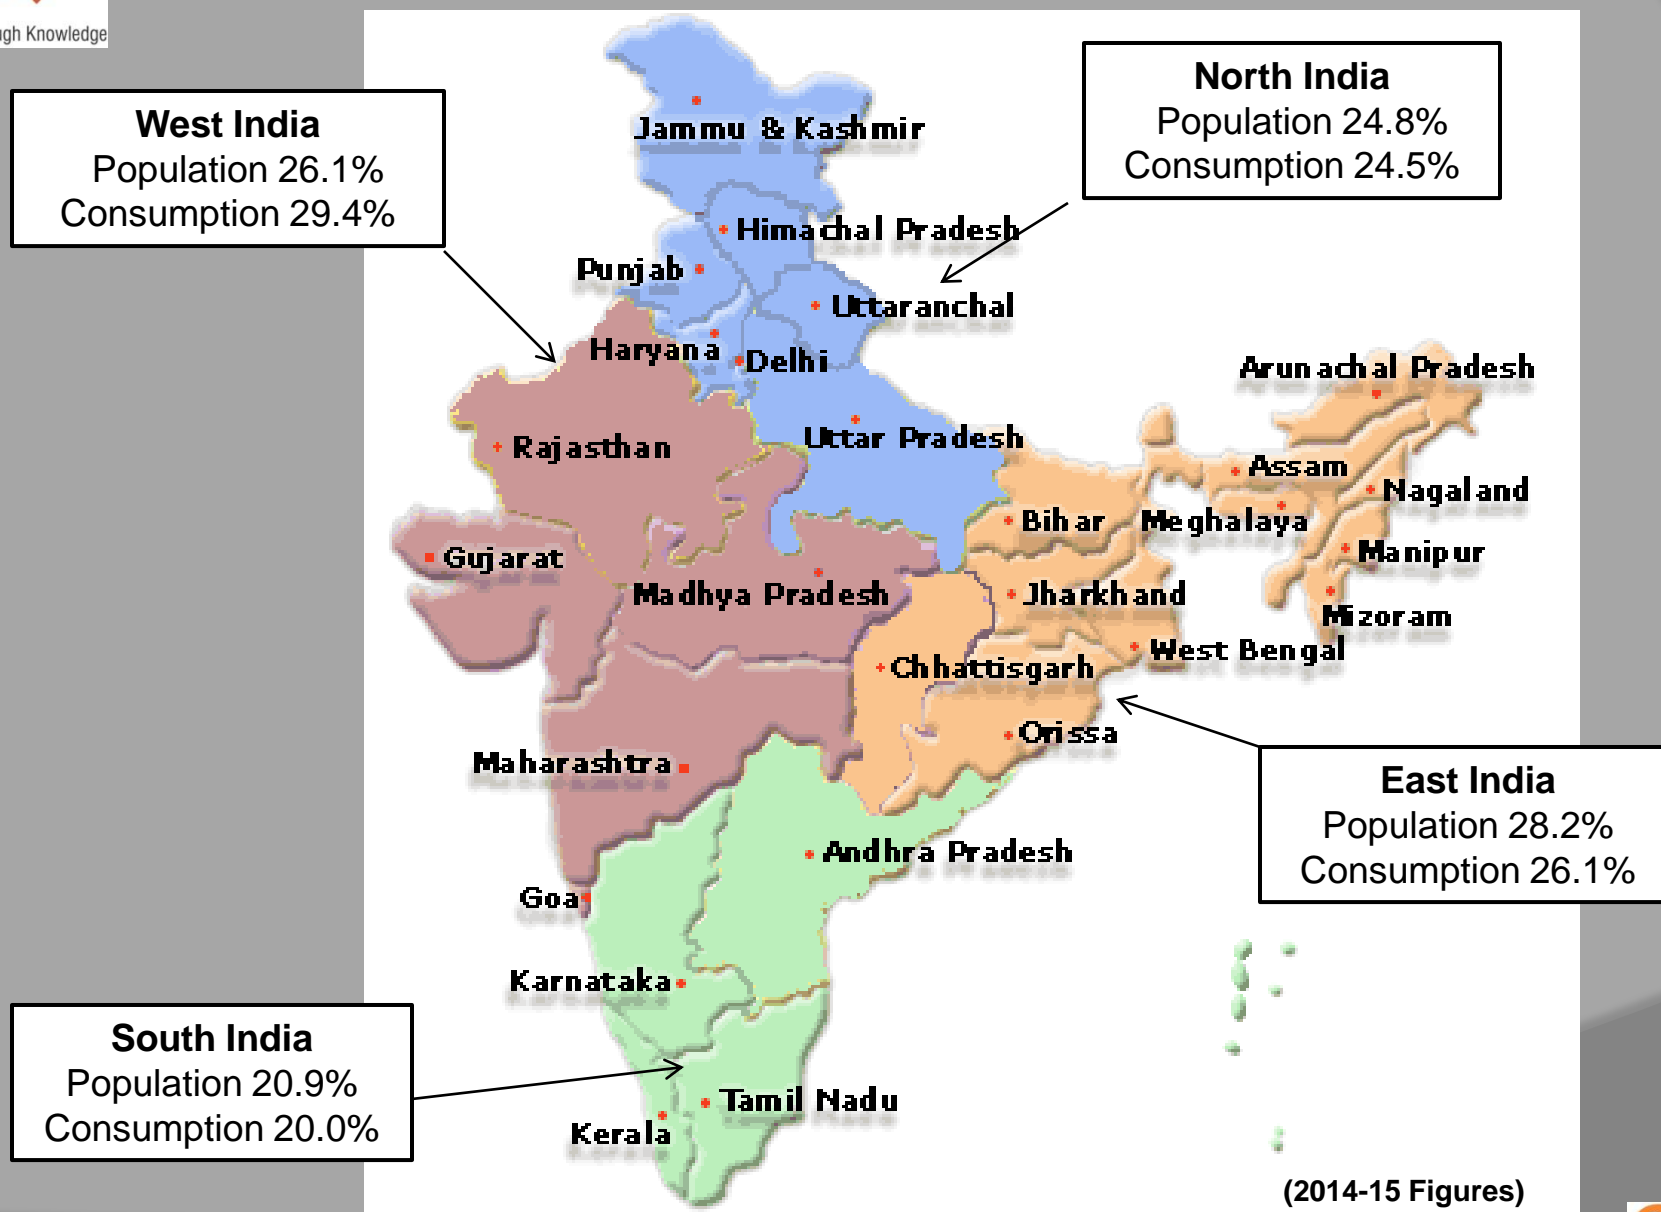 ugh Knowledge
West India
Population 26.1%
Consumption 29.4%
North India
Population 24.8%
Consumption 24.5%
Jammu & Kashmir
Himachal Pradesh
Punjab
Uttaranchal
Haryana
Delhi
Arunachal Pradesh
Rajasthan
Uttar Pradesh
Assam
Nagaland
Bihar
Meghalaya
Gujarat
Manipur
Madhya Pradesh
Jharkhand
Mizoram
West Bengal
Chhattisgarh
Orissa
Maharashtra
East India
Population 28.2%
Consumption 26.1%
Andhra Pradesh
Goa
Karnataka
South India
Population 20.9%
Consumption 20.0%
Tamil Nadu
Kerala
(2014-15 Figures)